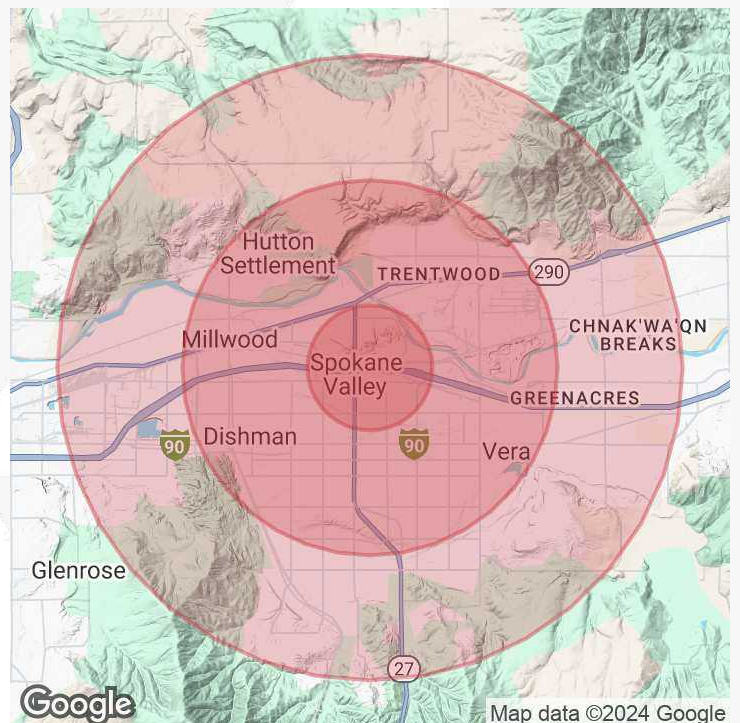 Hutton
Settlement
TRENTWOOD
290
CHNAK'WA'QN
BREAKS
Millwood
Spokane
Valley
GREENACRES
90
Dishman
90
Vera
Glenrose
27
Google
Map data ©2024 Google